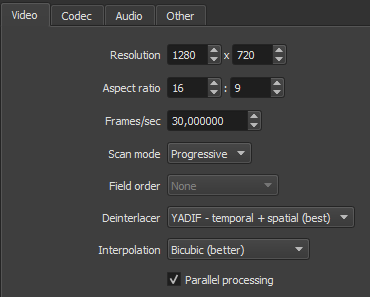 Video Codec Audio Other
Resolution 1280 x 720
Aspect ratio 16 : 9
Frames/sec 30,000000
Scan mode Progressive
Field order None
Deinterlacer YADIF - temporal + spatial (best)
Interpolation Bicubic (better)
Parallel processing